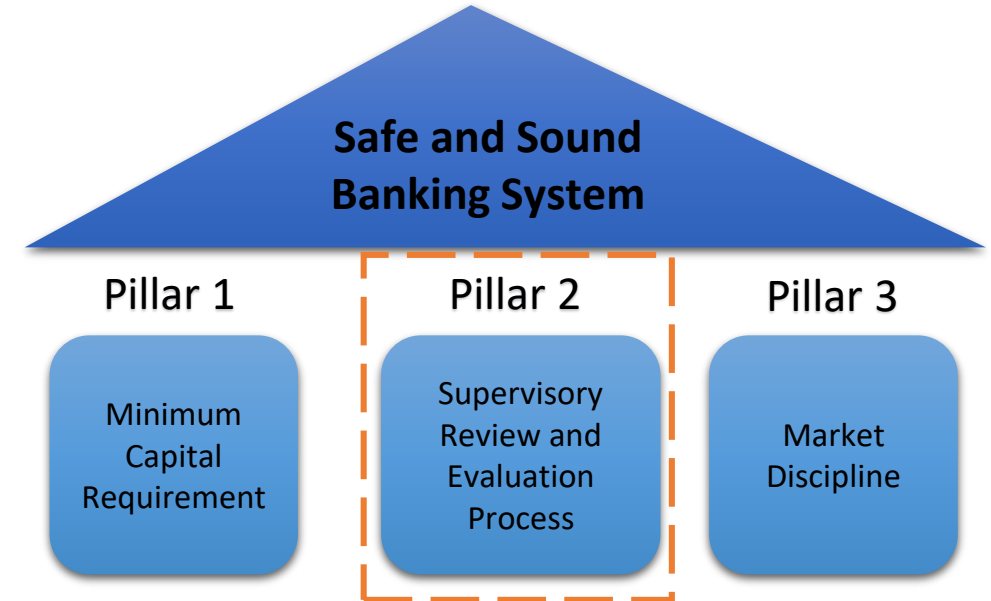 Safe and Sound
Banking System
Pillar 1
Pillar 2
Pillar 3
Minimum
Capital
Requirement
Supervisory
Review and
Evaluation
Process
Market
Discipline